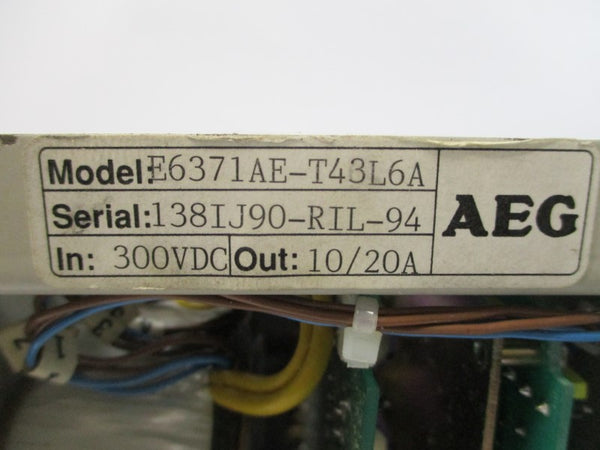 Model: E6371AE-T43L6A
Serial: 138IJ90-RIL-94
In: 300VDC Out: 10/20A
AEG